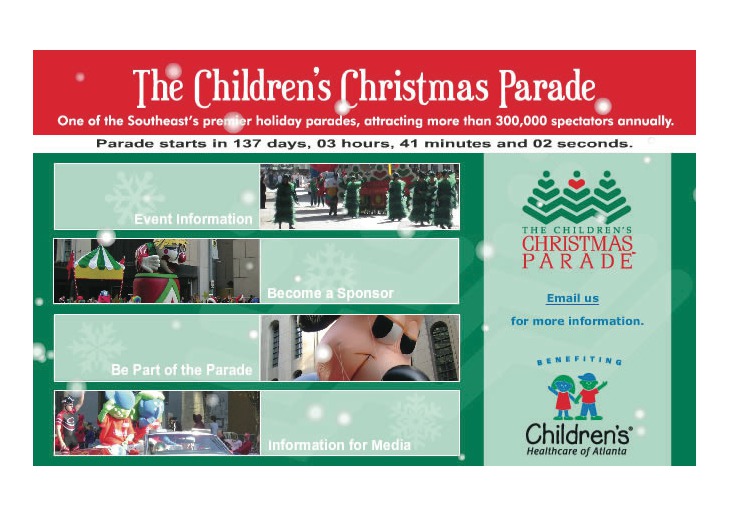 The Children's Christmas Parade
One of the Southeast's premier holiday parades, attracting more than 300,000 spectators annually.
Parade starts in 137 days, 03 hours, 41 minutes and 02 seconds.
Event Information
Become a Sponsor
Be Part of the Parade
Information for Media
THE CHILDREN'S
CHRISTMAS
PARADE™
Email us
for more information.
BENEFITING
Children's®
Healthcare of Atlanta